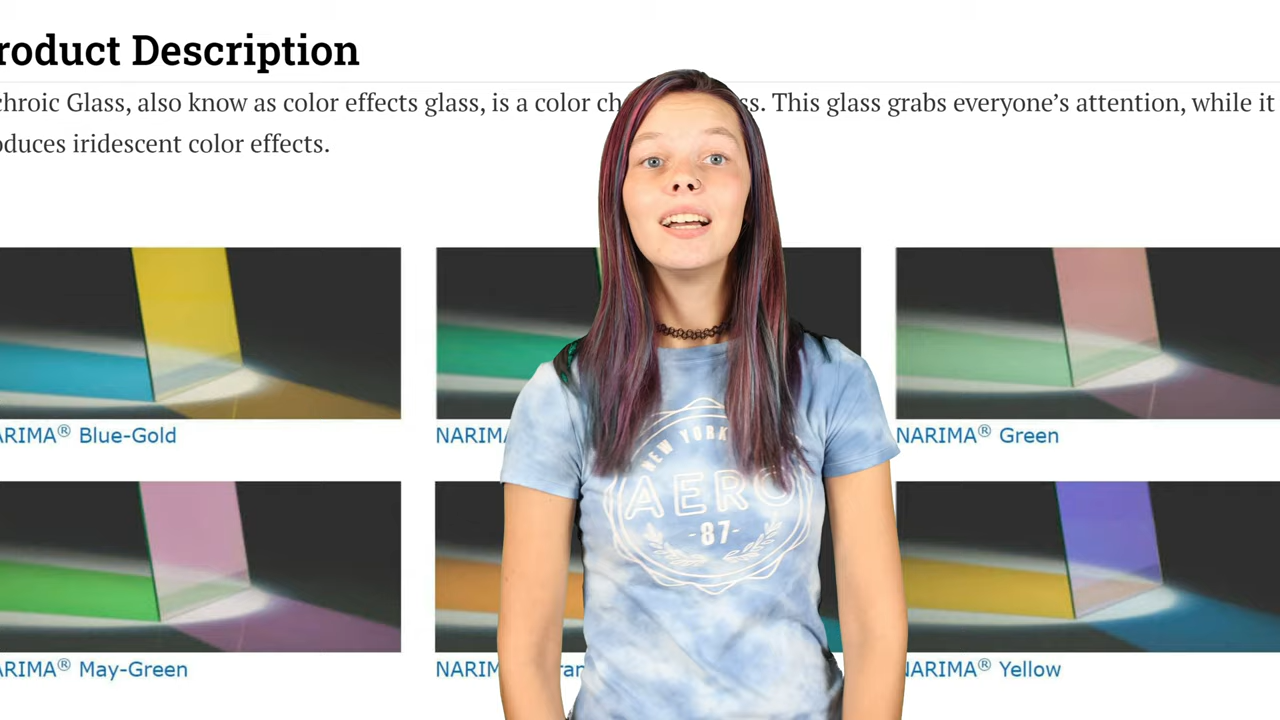 roduct Description
chroic Glass, also know as color effects glass, is a color ch ss. This glass grabs everyone's attention, while it
oduces iridescent color effects.
ARIMA® Blue-Gold
NARIMA
NARIMA® Green
NEW YORK
AERO
-87-
ARIMA® May-Green
NARIM ran
NARIMA® Yellow